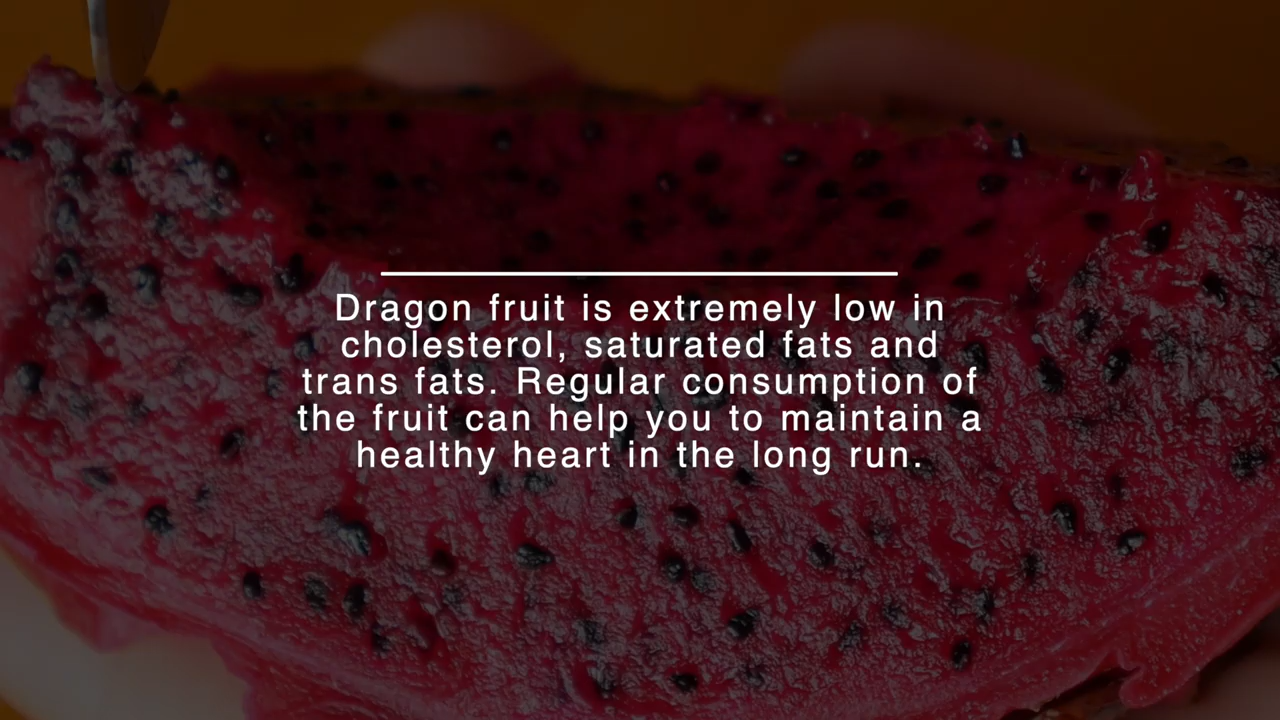 Dragon fruit is extremely low in
cholesterol, saturated fats and
trans fats. Regular consumption of
the fruit can help you to maintain a
healthy heart in the long run.